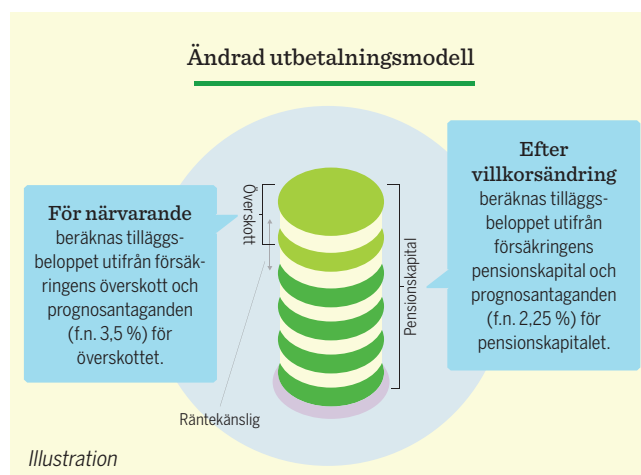 Ändrad utbetalningsmodell
För närvarande
beräknas tilläggs-
beloppet utifrån försäk-
ringens överskott och
prognosantaganden
(f.n. 3,5 %) för
överskottet.
Överskott
Pensionskapital
Räntekänslig
Efter
villkorsändring
beräknas tilläggs-
beloppet utifrån
försäkringens
pensionskapital och
prognosantaganden
(f.n. 2,25 %) för
pensionskapitalet.
Illustration